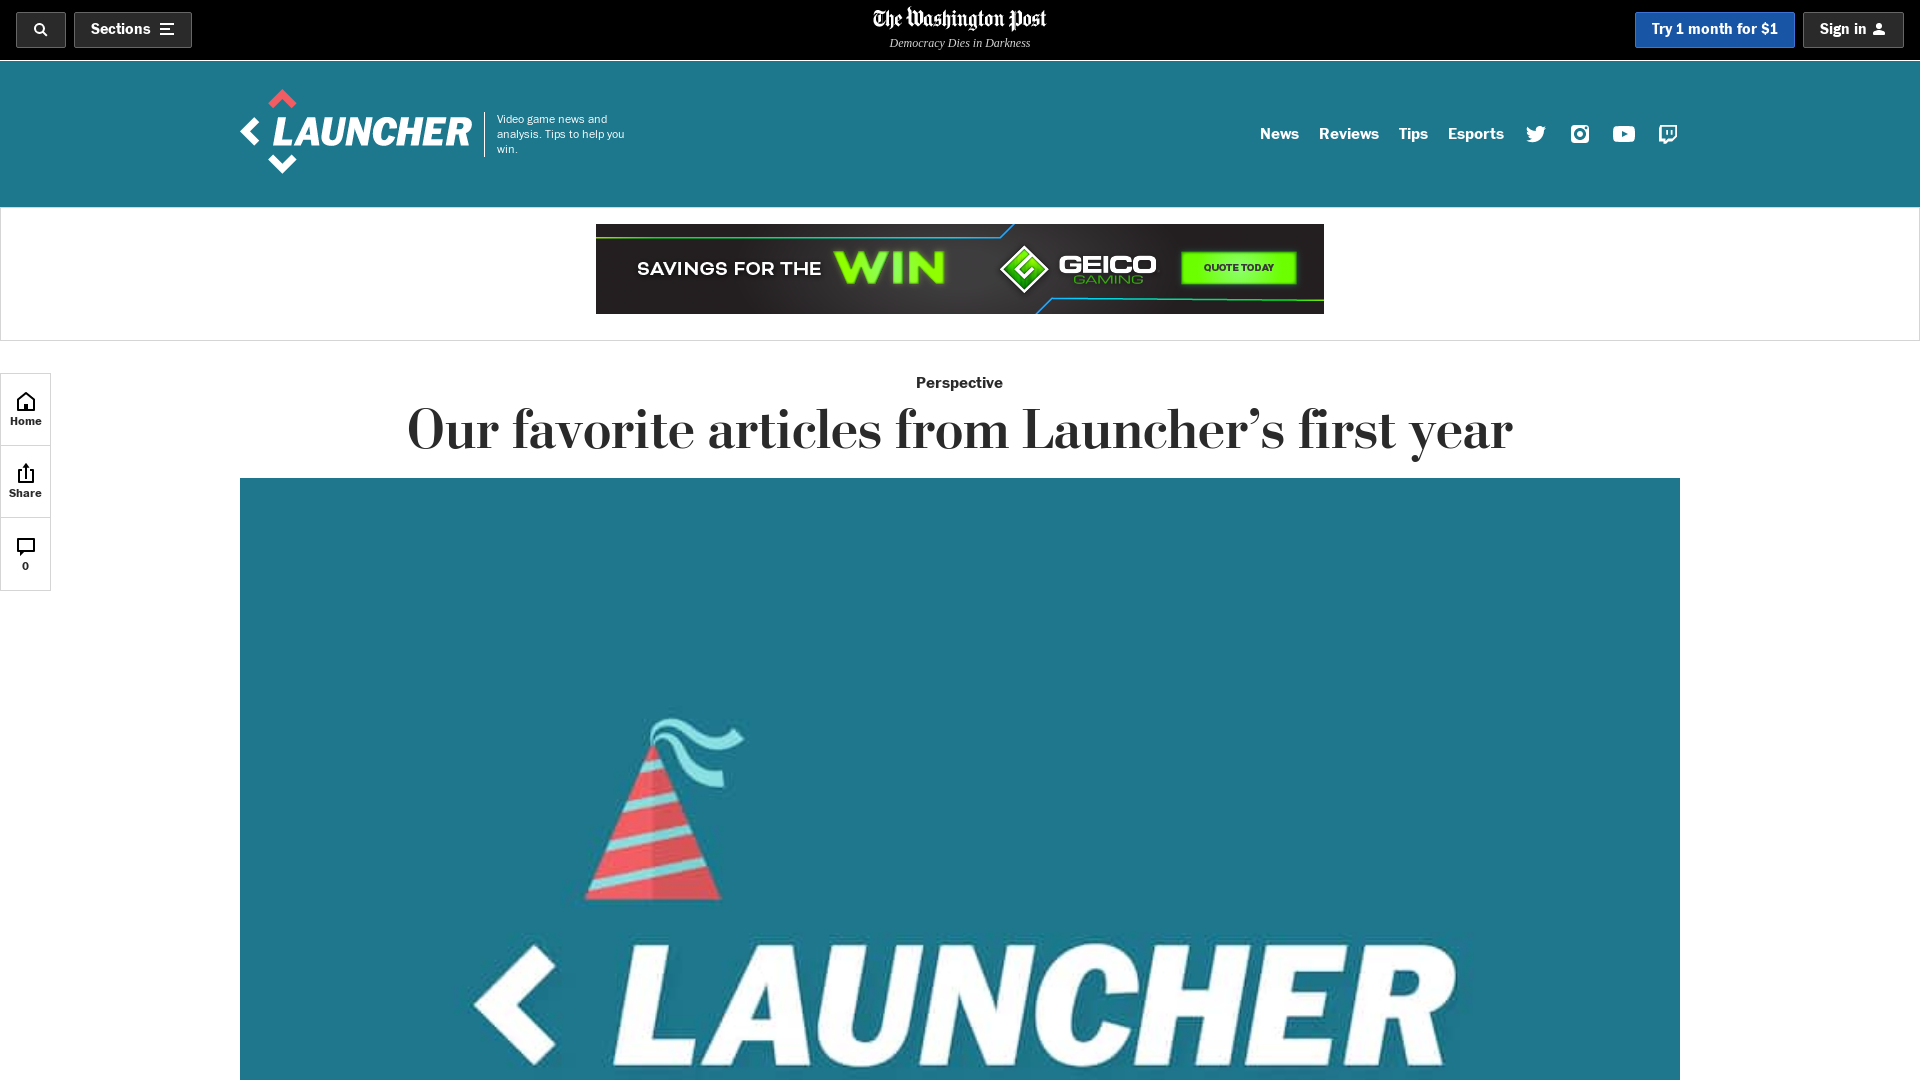 Sections
The Washington Post
Democracy Dies in Darkness
Try 1 month for $1
Sign in
LAUNCHER
Video game news and
analysis. Tips to help you
win.
News
Reviews
Tips
Esports
SAVINGS FOR THE WIN
GEICO
GAMING
QUOTE TODAY
Home
Share
0
Perspective
Our favorite articles from Launcher’s first year
LAUNCHER